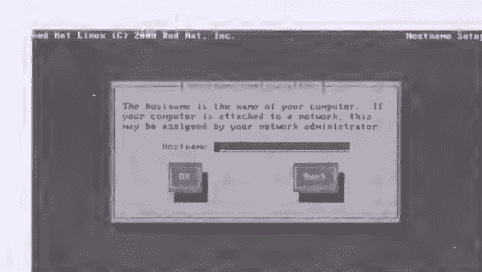 Red Hat Linux (C) 2000 Red Hat, Inc. Hostname Setup
The hostname is the name of your computer. If
your computer is attached to a network, this
may be assigned by your network administrator
Hostname
OK Back